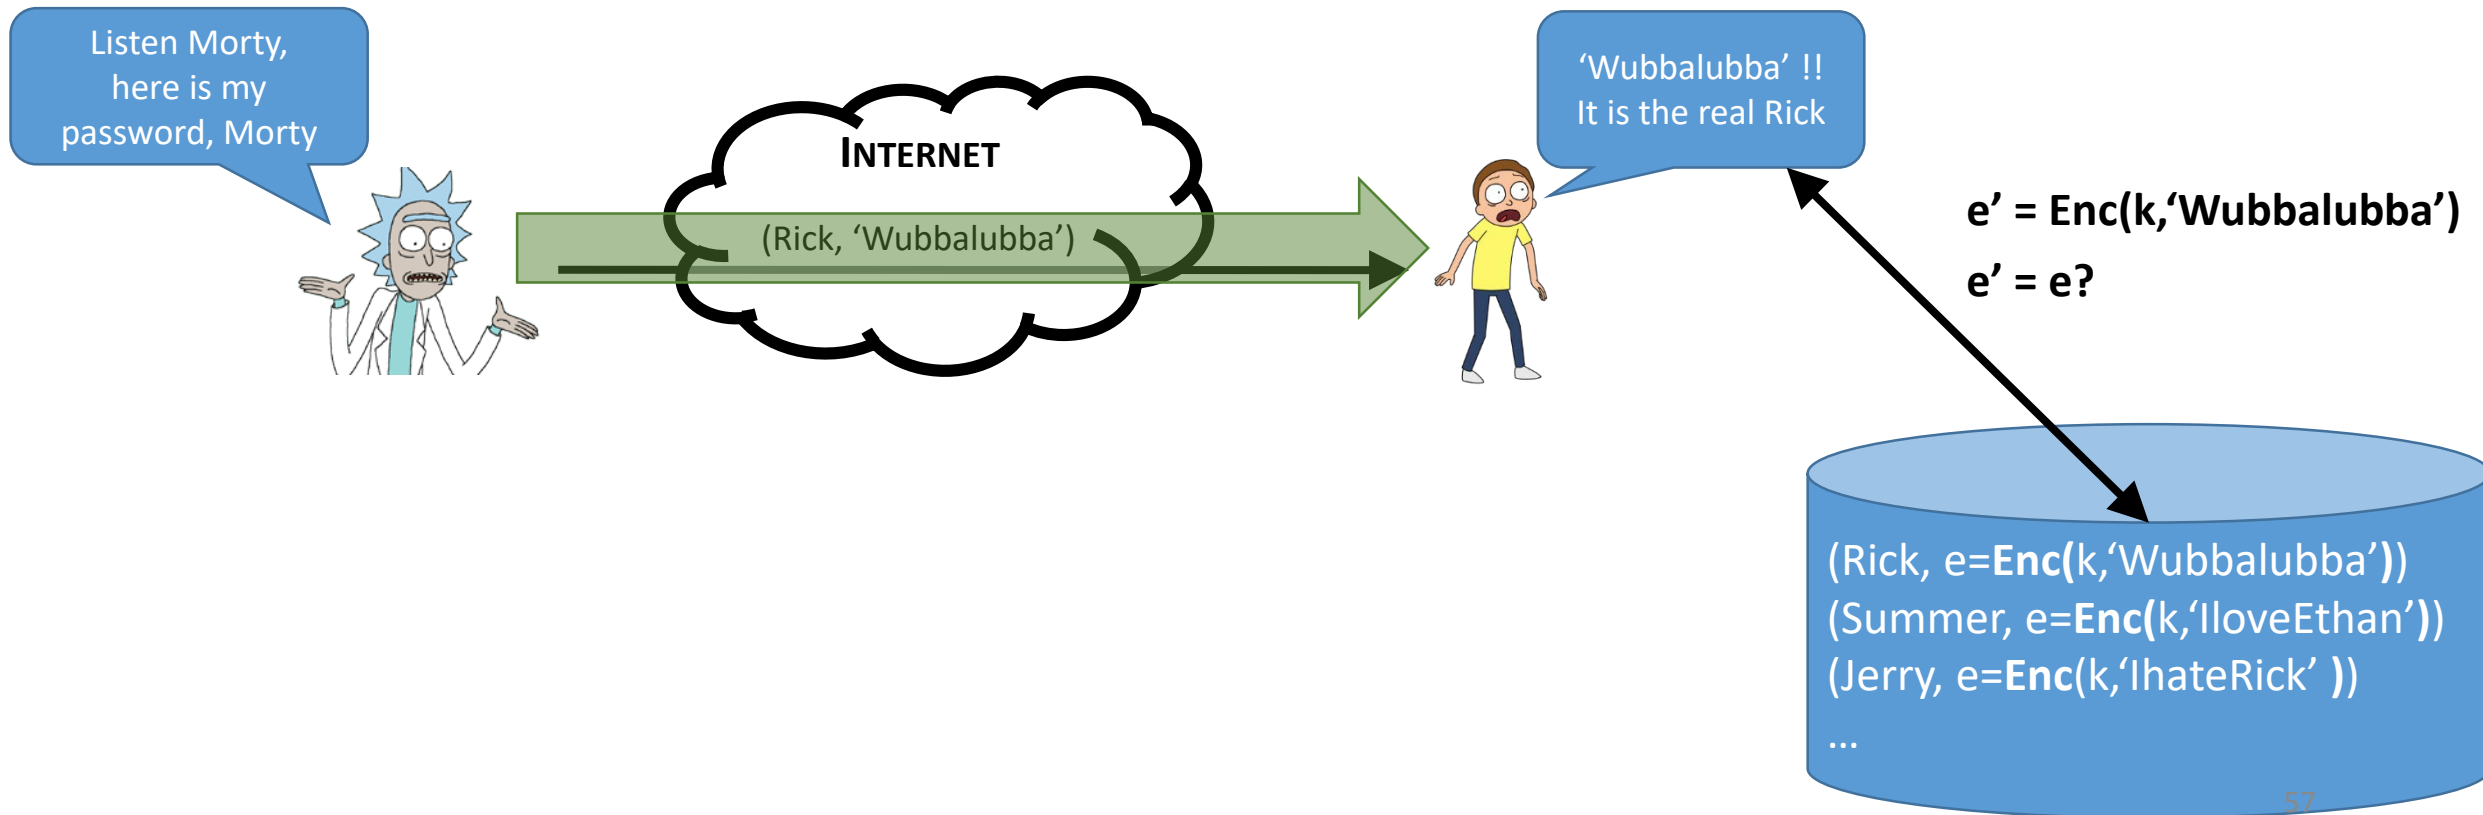 Listen Morty,
here is my
password, Morty
INTERNET
(Rick, ‘Wubbalubba’)
‘Wubbalubba’ !!
It is the real Rick
e’ = Enc(k,‘Wubbalubba’)
e’ = e?
(Rick, e=Enc(k,‘Wubbalubba’))
(Summer, e=Enc(k,‘IloveEthan’))
(Jerry, e=Enc(k,‘IhateRick’ ))
...
57